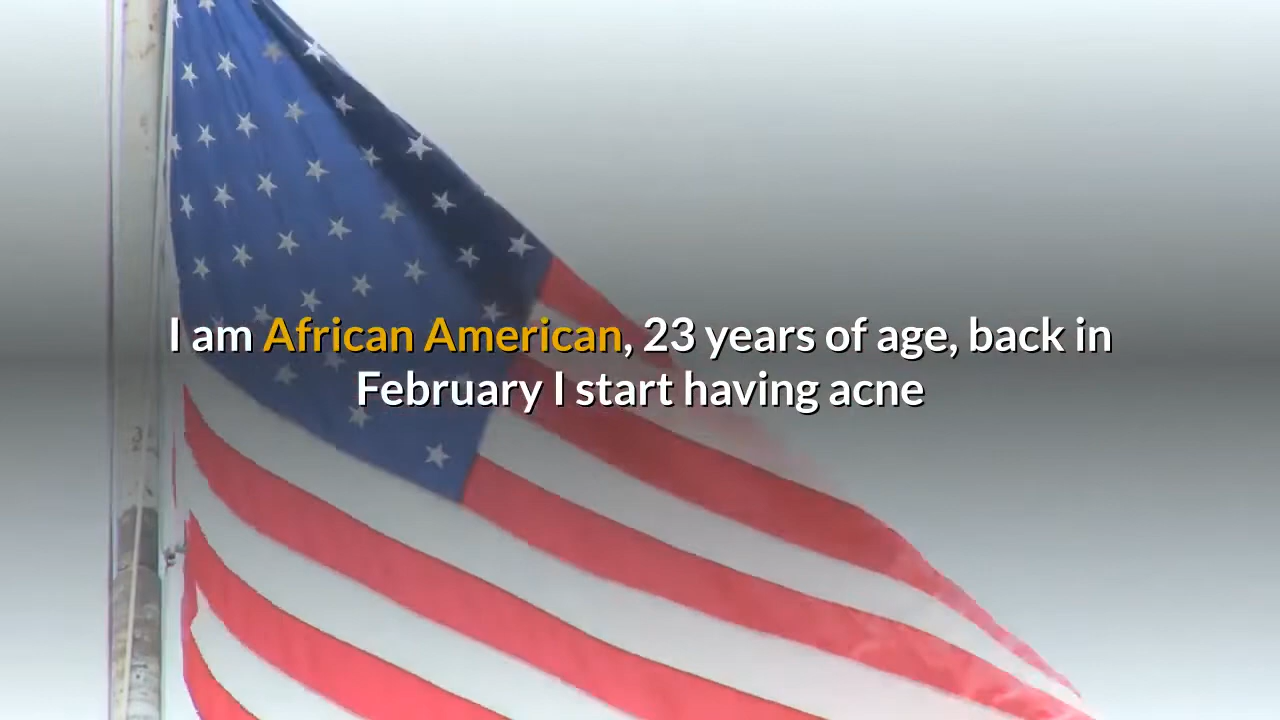 I am African American, 23 years of age, back in
February I start having acne